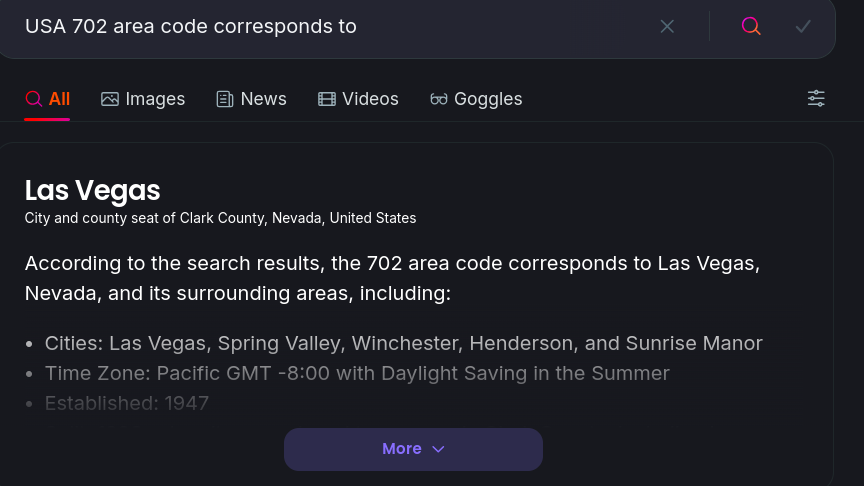 USA 702 area code corresponds to
All Images News Videos Goggles
Las Vegas
City and county seat of Clark County, Nevada, United States
According to the search results, the 702 area code corresponds to Las Vegas,
Nevada, and its surrounding areas, including:
• Cities: Las Vegas, Spring Valley, Winchester, Henderson, and Sunrise Manor
• Time Zone: Pacific GMT -8:00 with Daylight Saving in the Summer
• Established: 1947
More